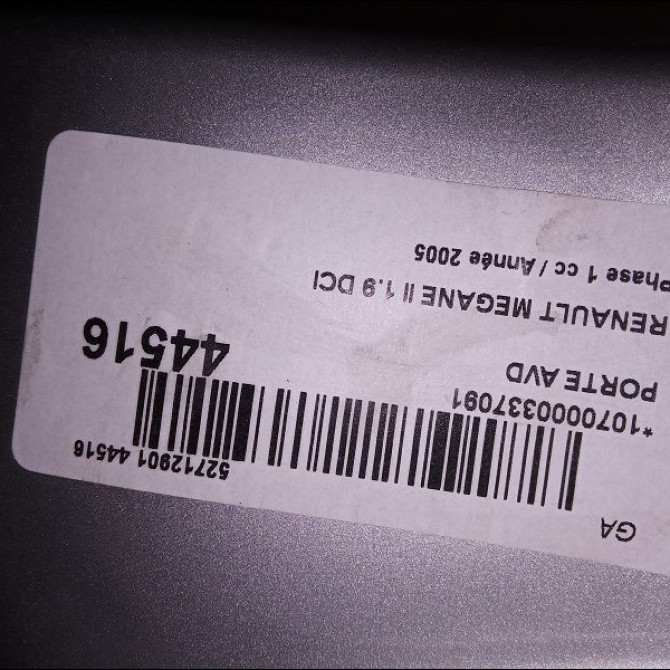 GA
52712901 44516
*1070000337091
44516
PORTE AVD
RENAULT MEGANE II 1.9 DCI
Phase 1 cc / Année 2005